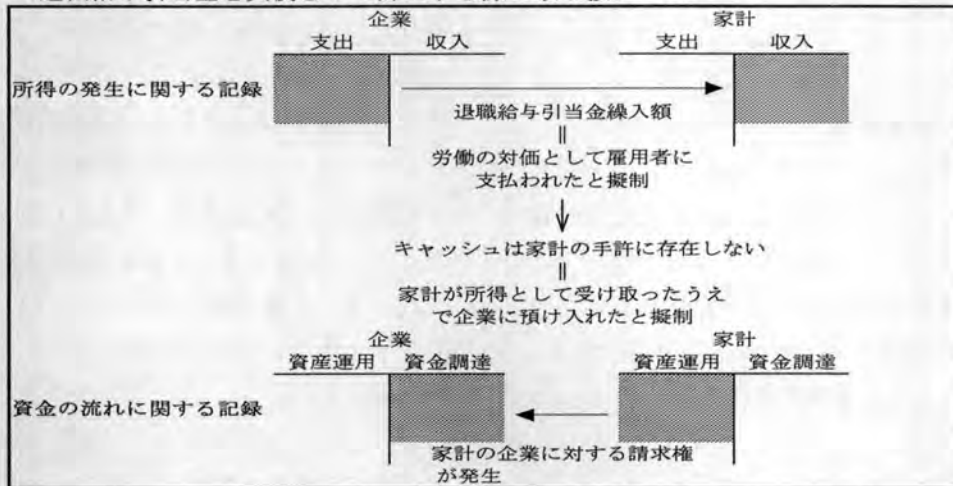 企業 家計
支出 収入 支出 収入
所得の発生に関する記録
退職給与引当金繰入額
||
労働の対価として雇用者に
支払われたと擬制
↓
キャッシュは家計の手許に存在しない
||
家計が所得として受け取ったうえ
で企業に預け入れたと擬制
企業 家計
資産運用 資金調達 資産運用 資金調達
資金の流れに関する記録
家計の企業に対する請求権
が発生